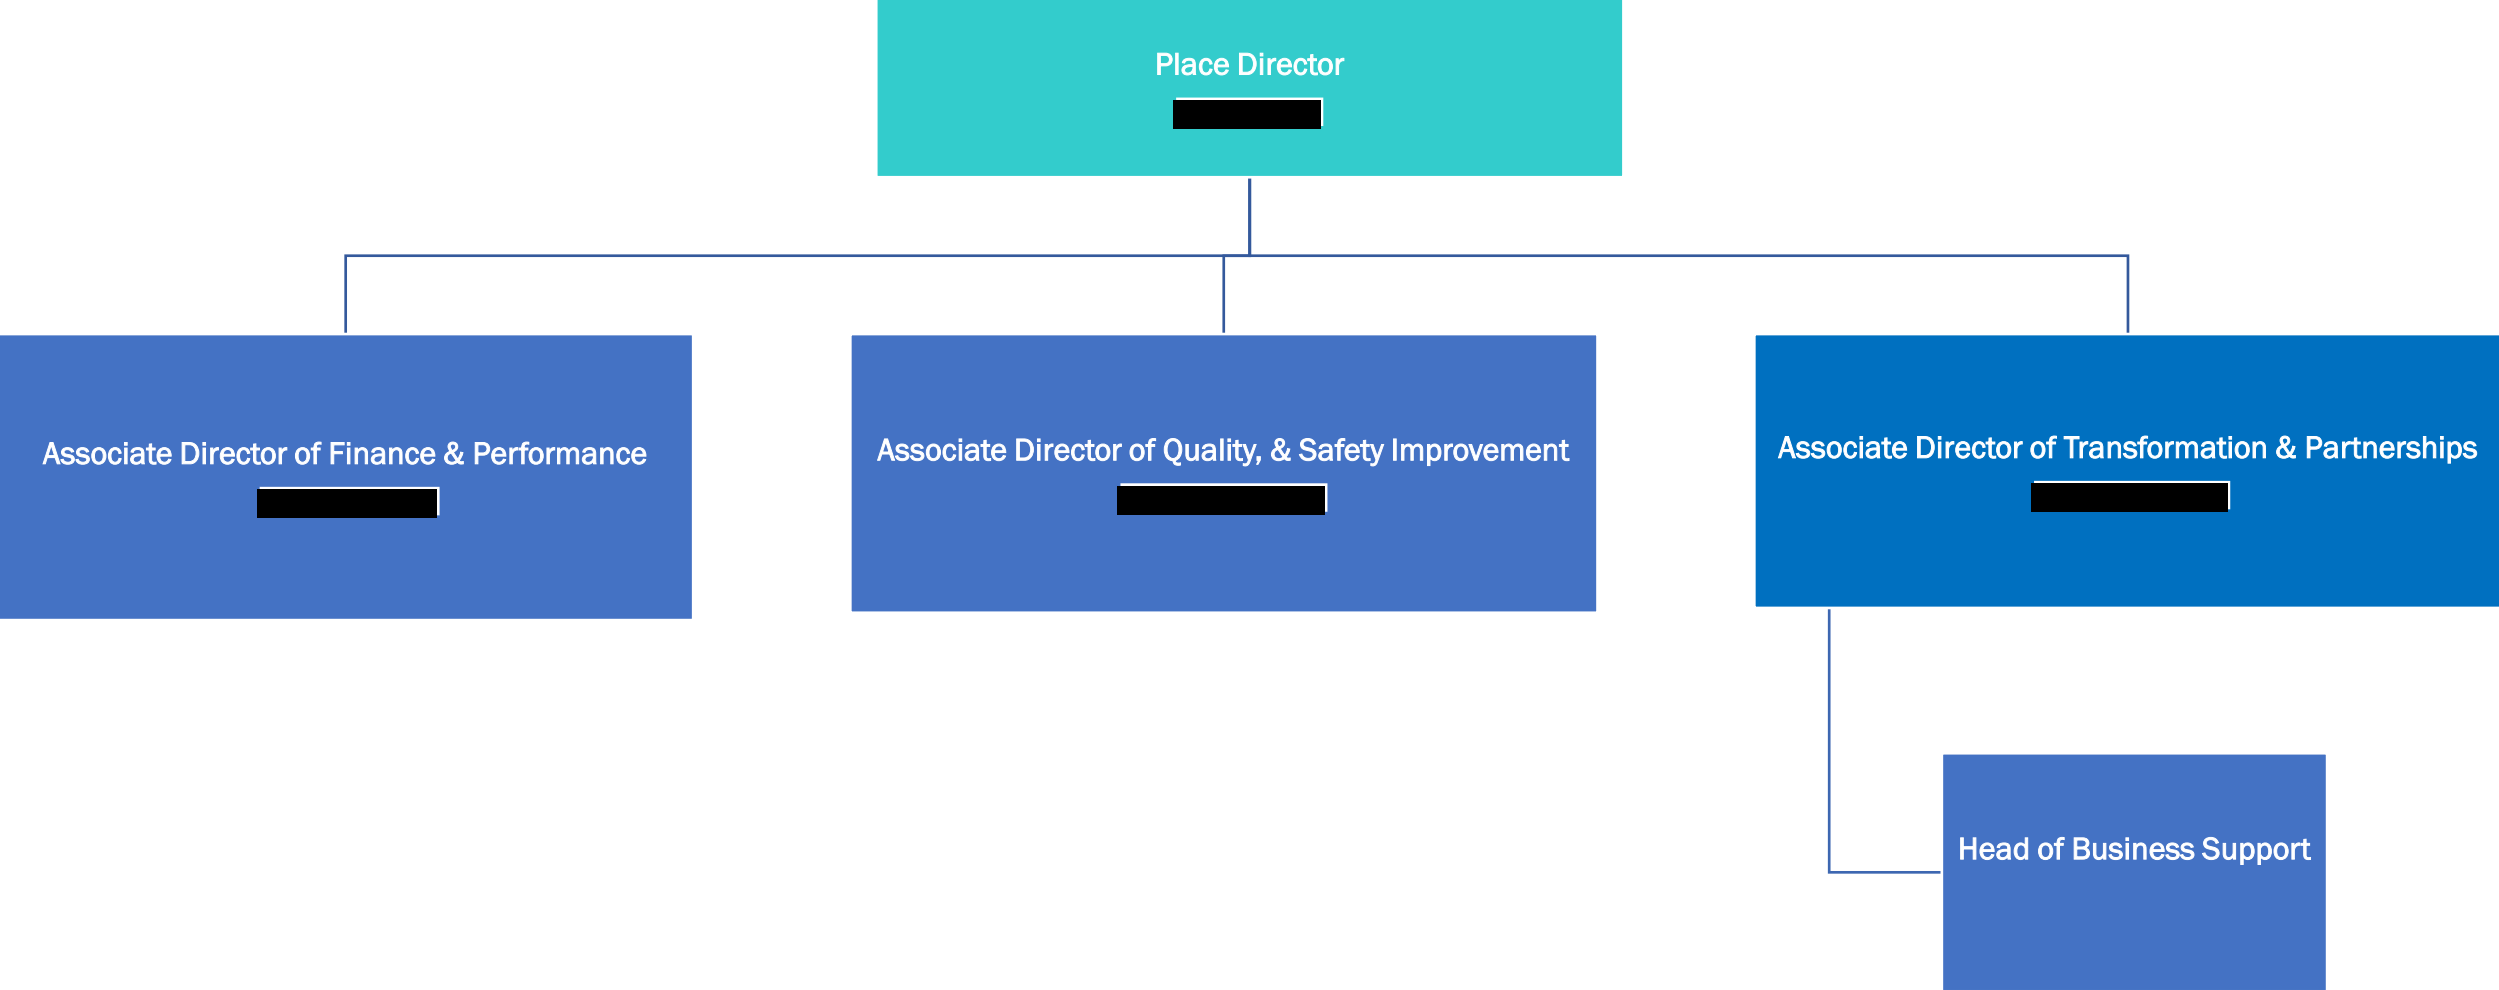 Place Director
Associate Director of Finance & Performance
Associate Director of Quality, & Safety Improvement
Associate Director of Transformation & Partnerships
Head of Business Support